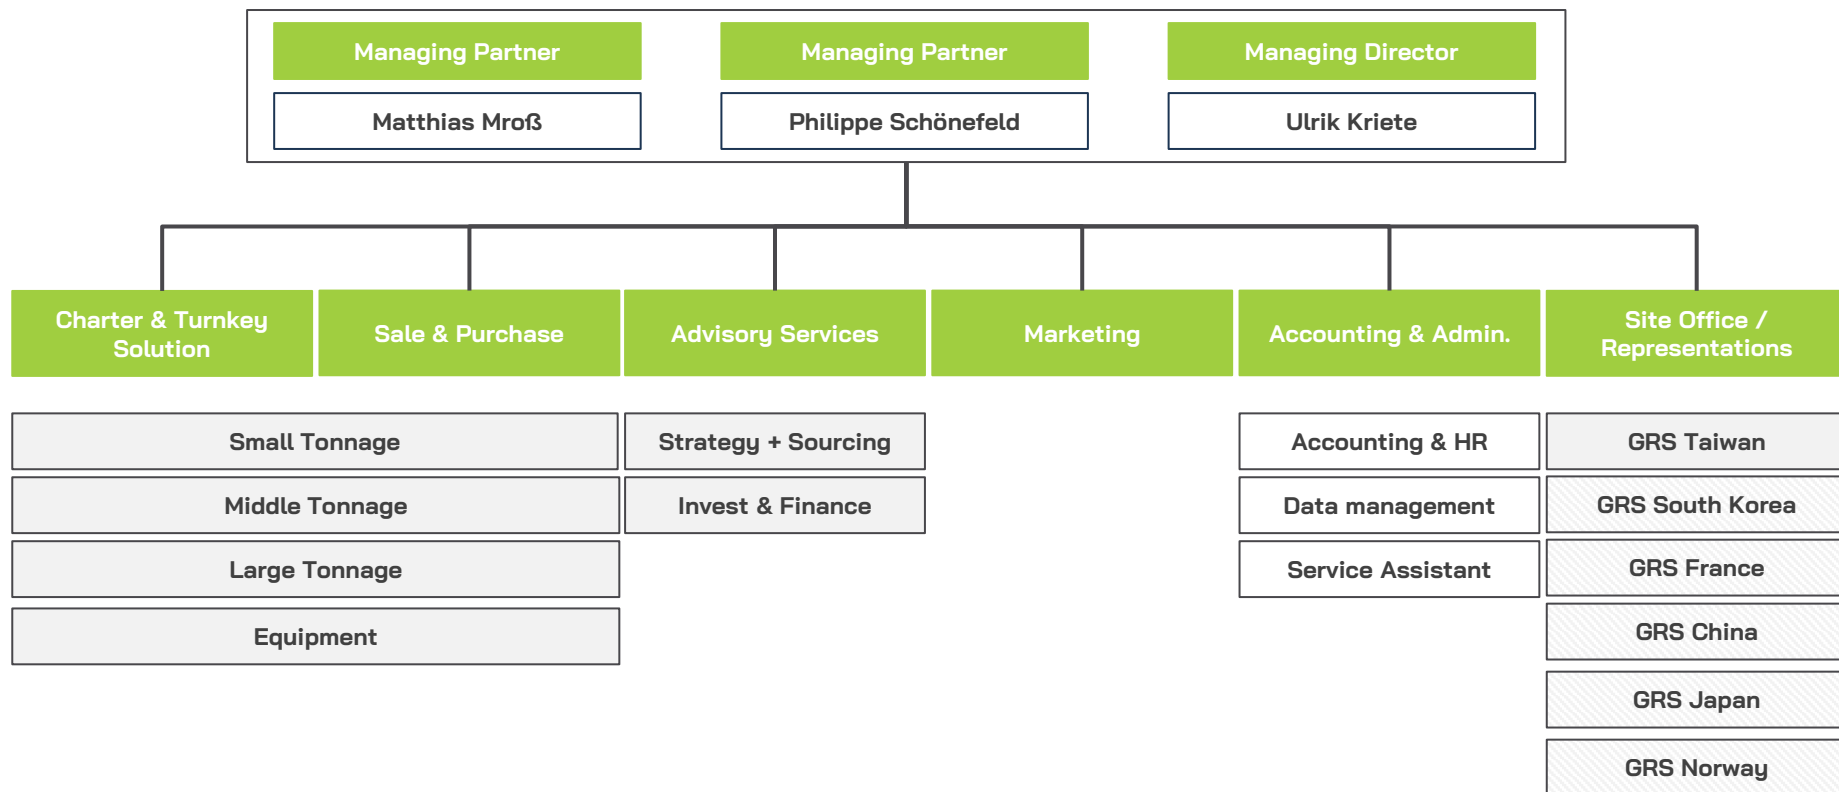 Managing Partner
Managing Partner
Managing Director
Matthias Mroß
Philippe Schönefeld
Ulrik Kriete
Charter & Turnkey
Solution
Sale & Purchase
Advisory Services
Marketing
Accounting & Admin.
Site Office /
Representations
Small Tonnage
Middle Tonnage
Large Tonnage
Equipment
Strategy + Sourcing
Invest & Finance
Accounting & HR
Data management
Service Assistant
GRS Taiwan
GRS South Korea
GRS France
GRS China
GRS Japan
GRS Norway